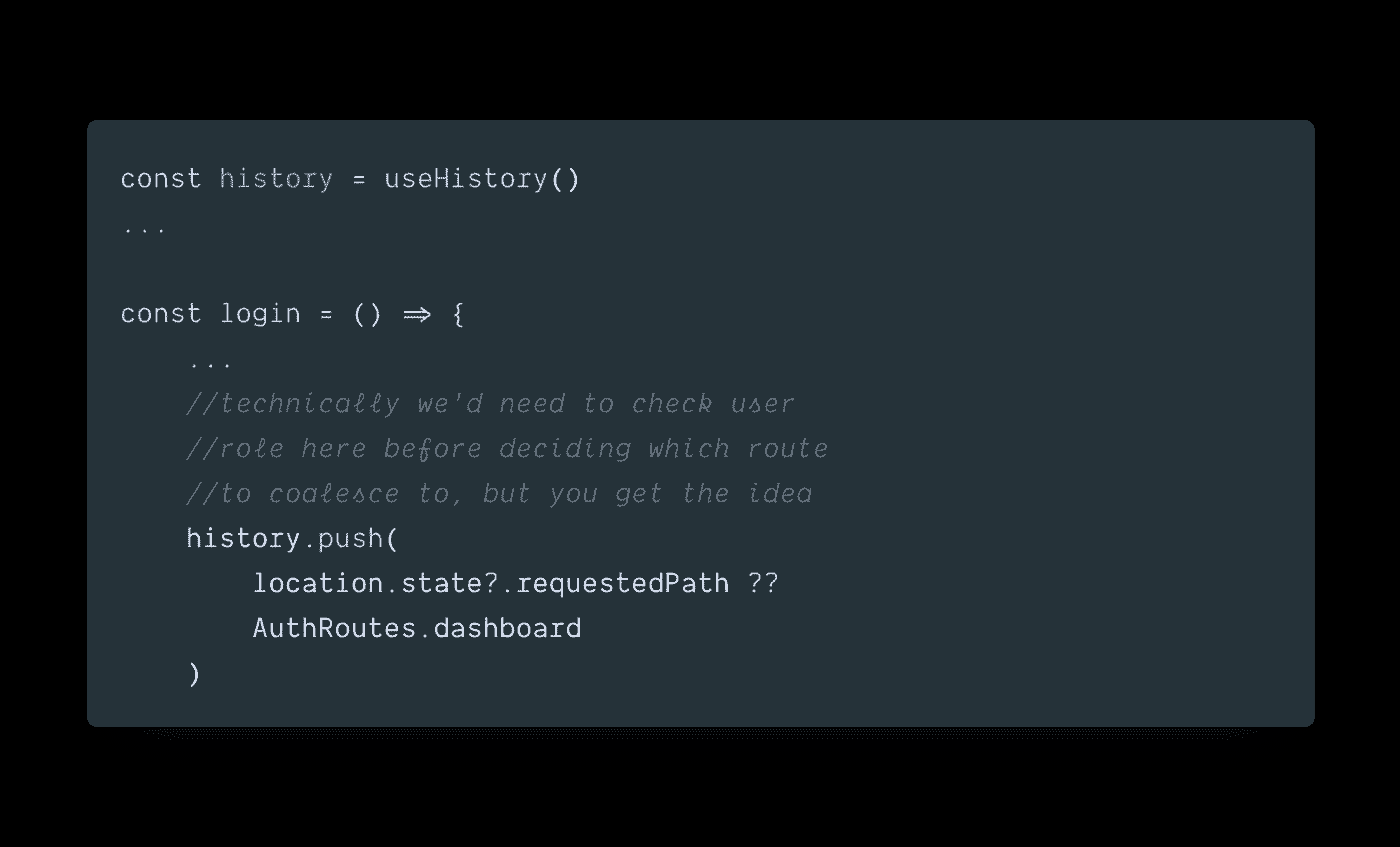 const history = useHistory()
...
const login = () => {
...
//technically we'd need to check user
//role here before deciding which route
//to coalesce to, but you get the idea
history.push(
location.state?.requestedPath ??
AuthRoutes.dashboard
)